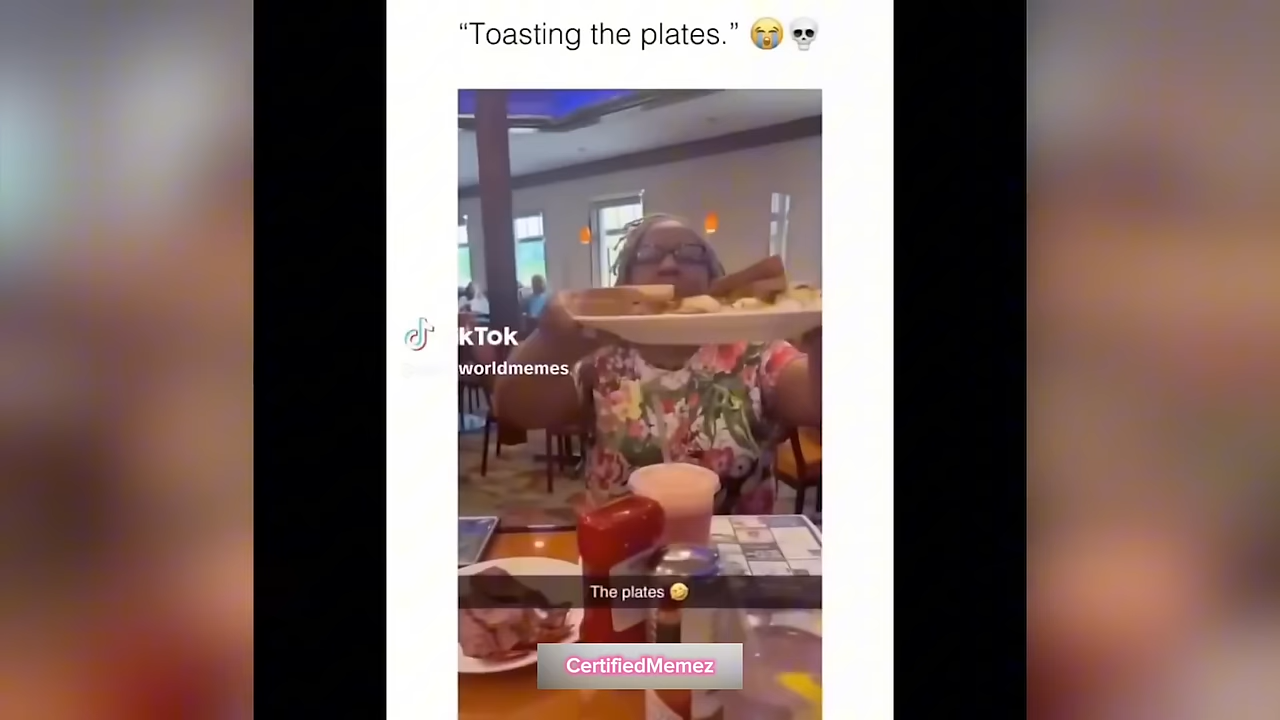 “Toasting the plates.” 😭💀
kTok
worldmemes
The plates 🤣
CertifiedMemez